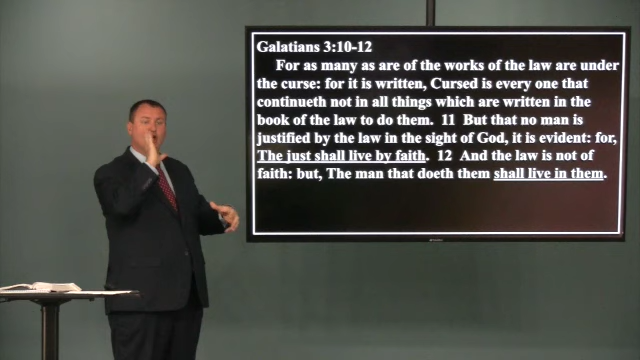 Galatians 3:10-12
For as many as are of the works of the law are under
the curse: for it is written, Cursed is every one that
continueth not in all things which are written in the
book of the law to do them. 11 But that no man is
justified by the law in the sight of God, it is evident: for,
The just shall live by faith. 12 And the law is not of
faith: but, The man that doeth them shall live in them.